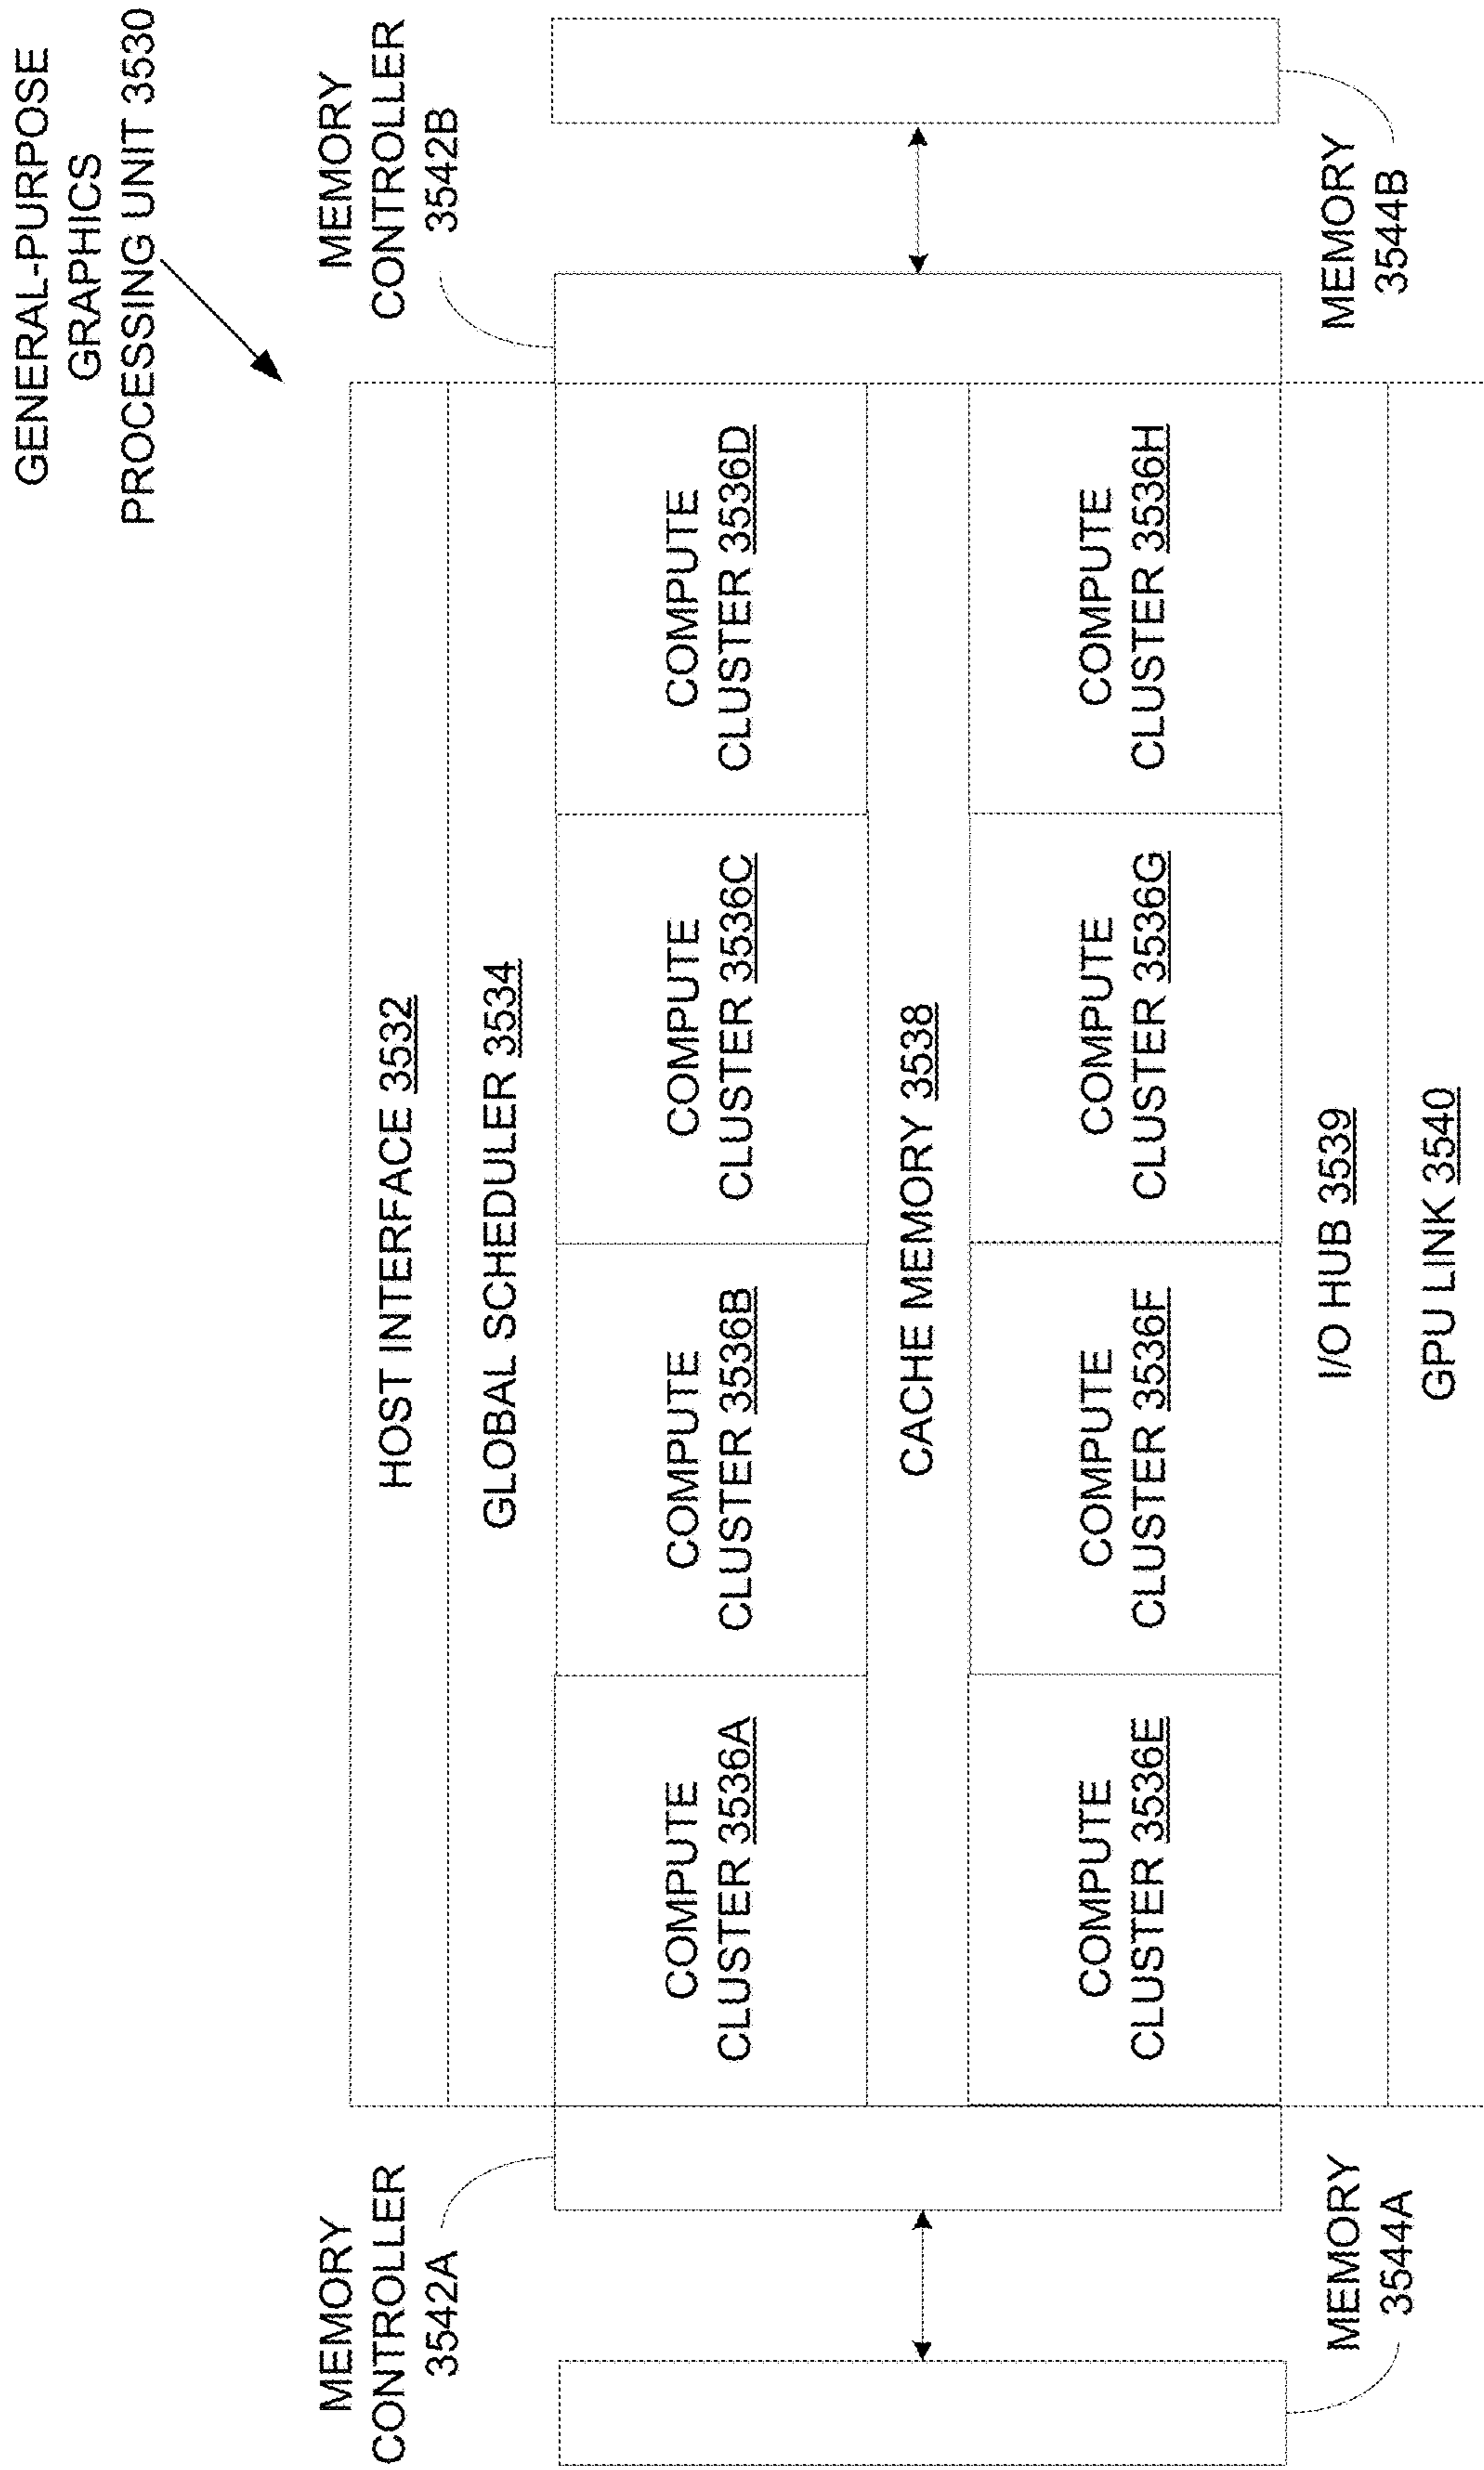 GENERAL-PURPOSE
GRAPHICS
PROCESSING UNIT 3530
MEMORY
CONTROLLER
3542A
MEMORY
CONTROLLER
3542B
HOST INTERFACE 3532
GLOBAL SCHEDULER 3534
COMPUTE
CLUSTER 3536A
COMPUTE
CLUSTER 3536B
COMPUTE
CLUSTER 3536C
COMPUTE
CLUSTER 3536D
CACHE MEMORY 3538
COMPUTE
CLUSTER 3536E
COMPUTE
CLUSTER 3536F
COMPUTE
CLUSTER 3536G
COMPUTE
CLUSTER 3536H
MEMORY
3544A
I/O HUB 3539
MEMORY
3544B
GPU LINK 3540